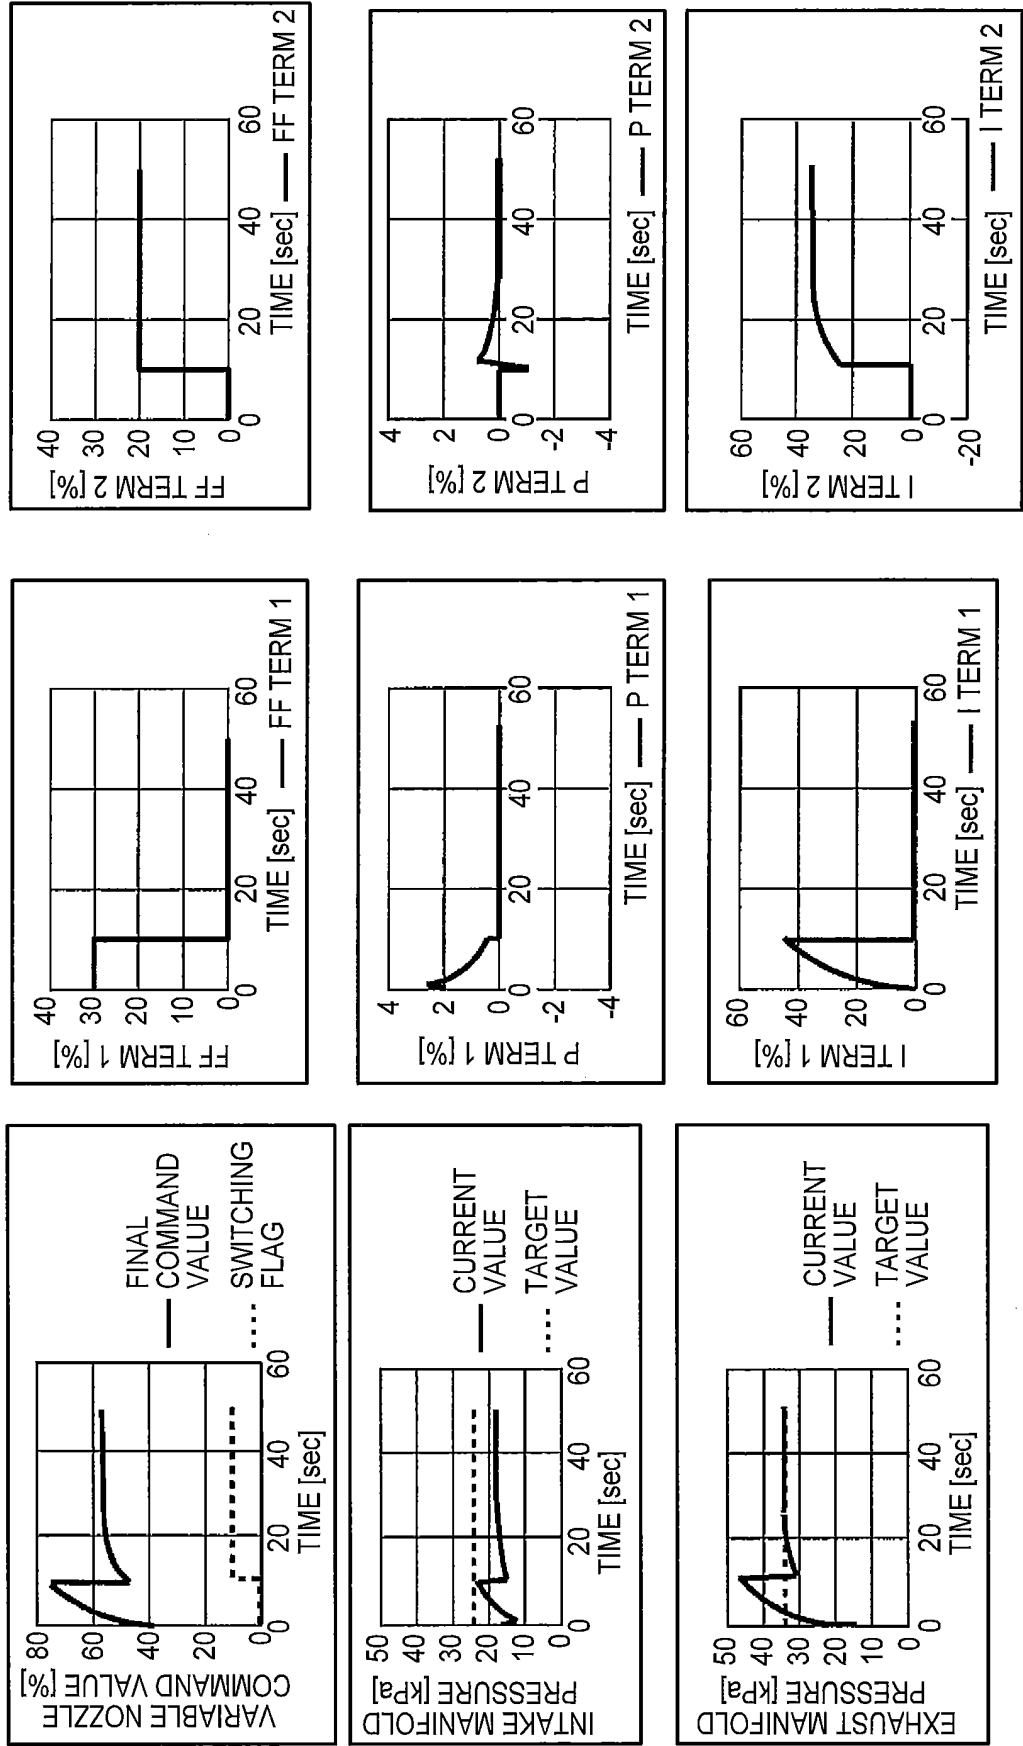 VARIABLE NOZZLE
COMMAND VALUE [%]
80
60
40
20
0
0
20
40
60
TIME [sec]
FINAL
COMMAND
VALUE
SWITCHING
FLAG
INTAKE MANIFOLD
PRESSURE [kPa]
50
40
30
20
10
0
0
20
40
60
TIME [sec]
CURRENT
VALUE
TARGET
VALUE
EXHAUST MANIFOLD
PRESSURE [kPa]
50
40
30
20
10
0
0
20
40
60
TIME [sec]
CURRENT
VALUE
TARGET
VALUE
FF TERM 1 [%]
40
30
20
10
0
0
20
40
60
TIME [sec]
FF TERM 1
P TERM 1 [%]
4
2
0
-2
-4
0
20
40
60
TIME [sec]
P TERM 1
I TERM 1 [%]
60
40
20
0
0
20
40
60
TIME [sec]
I TERM 1
FF TERM 2 [%]
40
30
20
10
0
0
20
40
60
TIME [sec]
FF TERM 2
P TERM 2 [%]
4
2
0
-2
-4
0
20
40
60
TIME [sec]
P TERM 2
I TERM 2 [%]
60
40
20
0
-20
0
20
40
60
TIME [sec]
I TERM 2